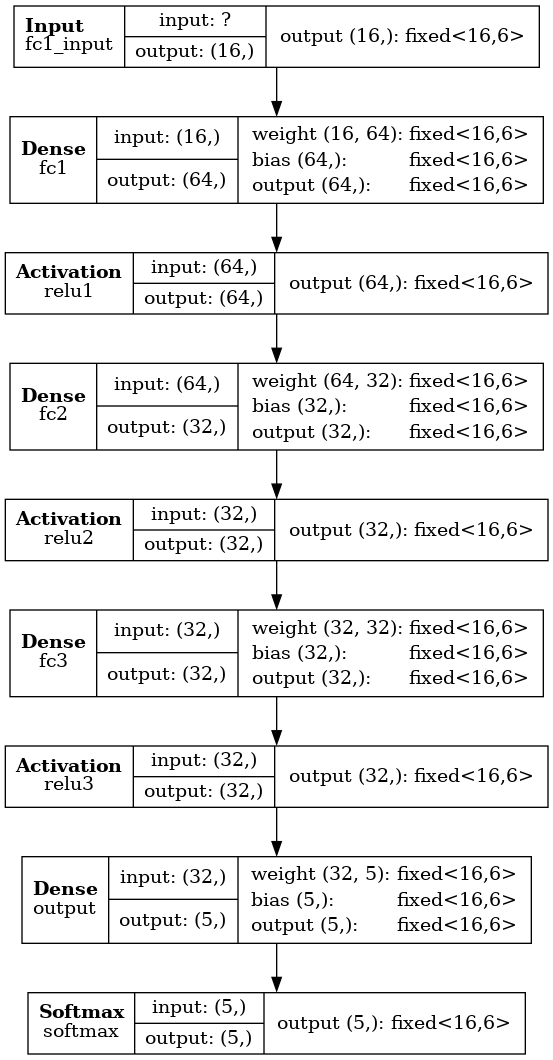 Input
fc1_input
input: ?
output: (16,)
output (16,): fixed<16,6>
Dense
fc1
input: (16,)
output: (64,)
weight (16, 64): fixed<16,6>
bias (64,): fixed<16,6>
output (64,): fixed<16,6>
Activation
relu1
input: (64,)
output: (64,)
output (64,): fixed<16,6>
Dense
fc2
input: (64,)
output: (32,)
weight (64, 32): fixed<16,6>
bias (32,): fixed<16,6>
output (32,): fixed<16,6>
Activation
relu2
input: (32,)
output: (32,)
output (32,): fixed<16,6>
Dense
fc3
input: (32,)
output: (32,)
weight (32, 32): fixed<16,6>
bias (32,): fixed<16,6>
output (32,): fixed<16,6>
Activation
relu3
input: (32,)
output: (32,)
output (32,): fixed<16,6>
Dense
output
input: (32,)
output: (5,)
weight (32, 5): fixed<16,6>
bias (5,): fixed<16,6>
output (5,): fixed<16,6>
Softmax
softmax
input: (5,)
output: (5,)
output (5,): fixed<16,6>